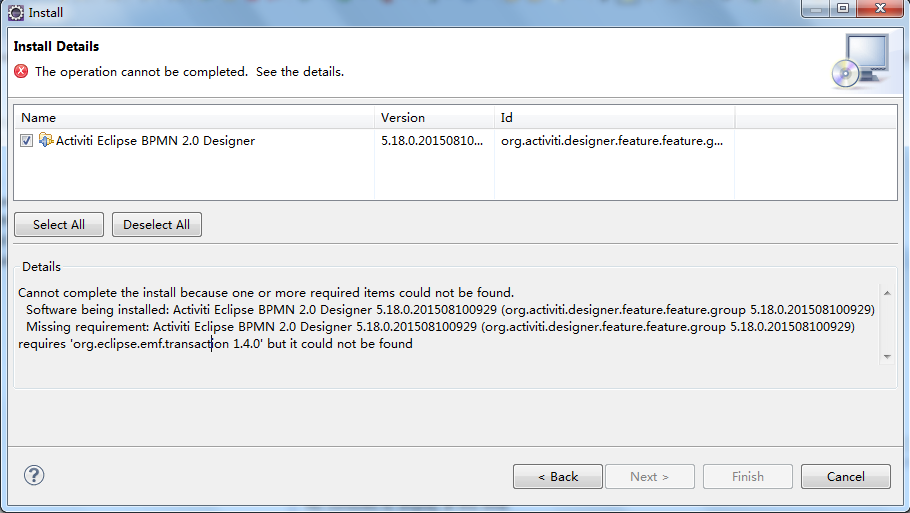 Install
Install Details
The operation cannot be completed.  See the details.
Name Version Id
Activiti Eclipse BPMN 2.0 Designer 5.18.0.20150810... org.activiti.designer.feature.feature.g...
Select All Deselect All
Details
Cannot complete the install because one or more required items could not be found.
Software being installed: Activiti Eclipse BPMN 2.0 Designer 5.18.0.201508100929 (org.activiti.designer.feature.feature.group 5.18.0.201508100929)
Missing requirement: Activiti Eclipse BPMN 2.0 Designer 5.18.0.201508100929 (org.activiti.designer.feature.feature.group 5.18.0.201508100929)
requires 'org.eclipse.emf.transaction 1.4.0' but it could not be found
? < Back Next > Finish Cancel